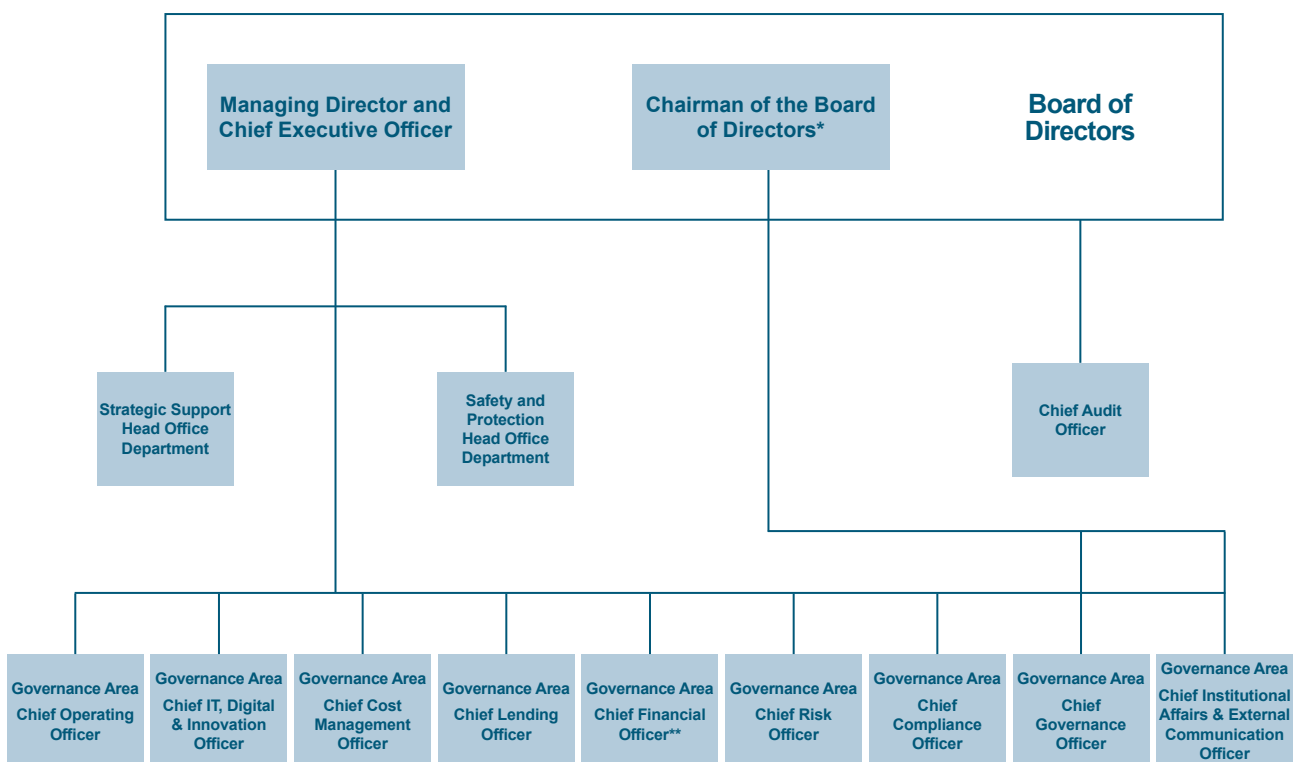 Managing Director and
Chief Executive Officer
Chairman of the Board
of Directors*
Board of
Directors
Strategic Support
Head Office
Department
Safety and
Protection
Head Office
Department
Chief Audit
Officer
Governance Area
Chief Operating
Officer
Governance Area
Chief IT, Digital
& Innovation
Officer
Governance Area
Chief Cost
Management
Officer
Governance Area
Chief Lending
Officer
Governance Area
Chief Financial
Officer**
Governance Area
Chief Risk
Officer
Governance Area
Chief
Compliance
Officer
Governance Area
Chief
Governance
Officer
Governance Area
Chief Institutional
Affairs & External
Communication
Officer